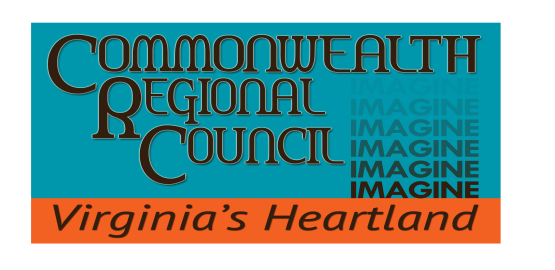 COMMONWEALTH
REGIONAL
COUNCIL
IMAGINE
IMAGINE
IMAGINE
IMAGINE
IMAGINE
IMAGINE
Virginia's Heartland